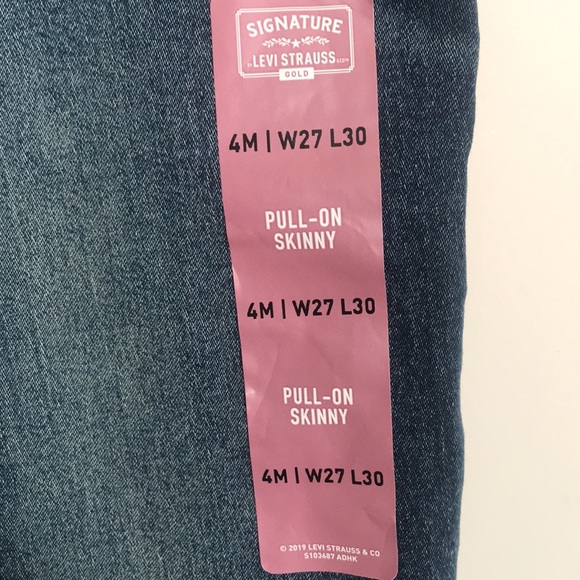 SIGNATURE
BY LEVI STRAUSS & CO™
GOLD
4M | W27 L30
PULL-ON
SKINNY
4M | W27 L30
PULL-ON
SKINNY
4M | W27 L30
© 2019 LEVI STRAUSS & CO
S103687 ADHK